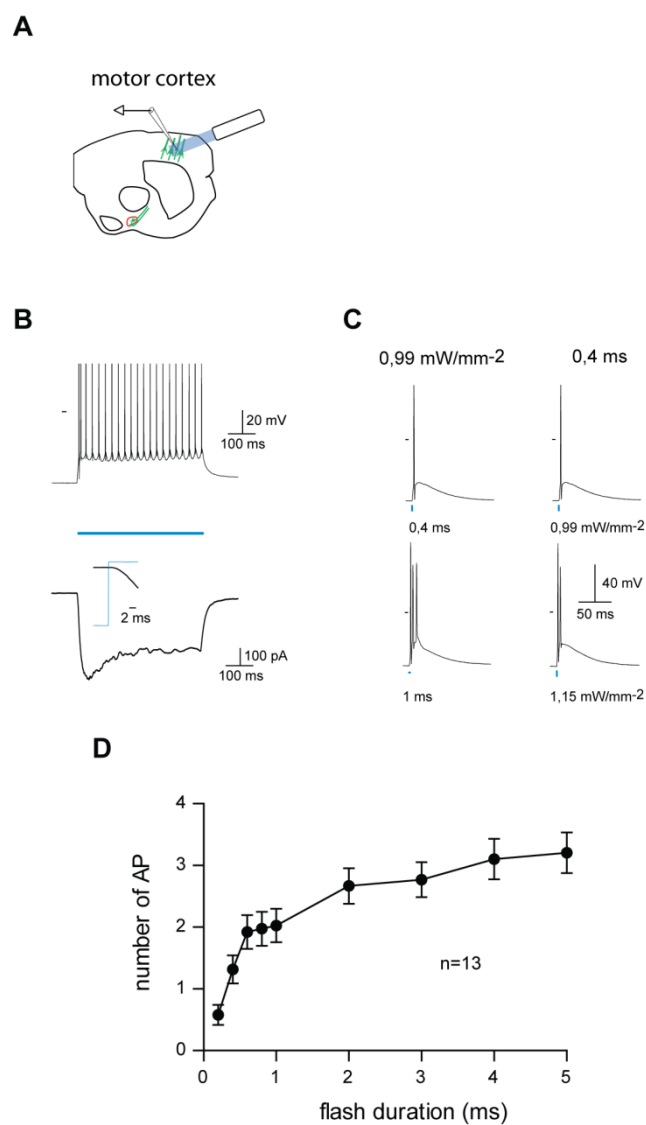 A
motor cortex
B
20 mV
100 ms
2 ms
100 pA
100 ms
C
0,99 mW/mm-2
0,4 ms
0,4 ms
0,99 mW/mm-2
40 mV
50 ms
1 ms
1,15 mW/mm-2
D
4
3
2
1
0
number of AP
n=13
0
1
2
3
4
5
flash duration (ms)